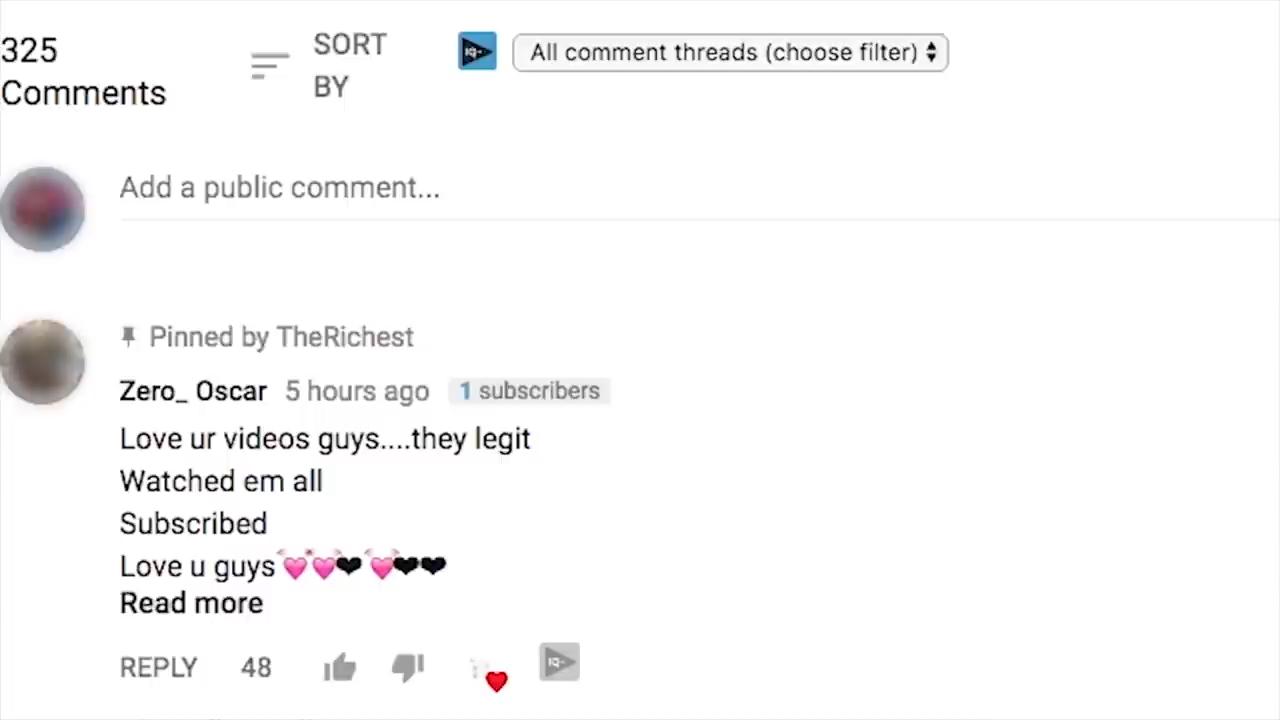 325
Comments
SORT
BY
All comment threads (choose filter)
Add a public comment...
Pinned by TheRichest
Zero_ Oscar 5 hours ago 1 subscribers
Love ur videos guys....they legit
Watched em all
Subscribed
Love u guys💓💓❤💓❤❤
Read more
REPLY 48